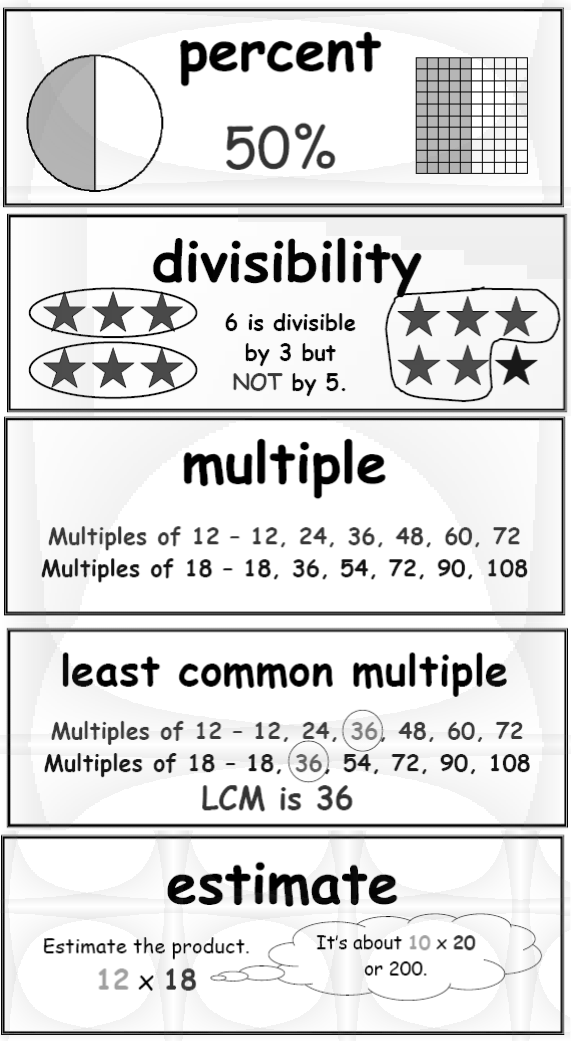 percent
50%
divisibility
6 is divisible
by 3 but
NOT by 5.
multiple
Multiples of 12 – 12, 24, 36, 48, 60, 72
Multiples of 18 – 18, 36, 54, 72, 90, 108
least common multiple
Multiples of 12 – 12, 24, 36, 48, 60, 72
Multiples of 18 – 18, 36, 54, 72, 90, 108
LCM is 36
estimate
Estimate the product.
12 x 18
It's about 10 x 20
or 200.